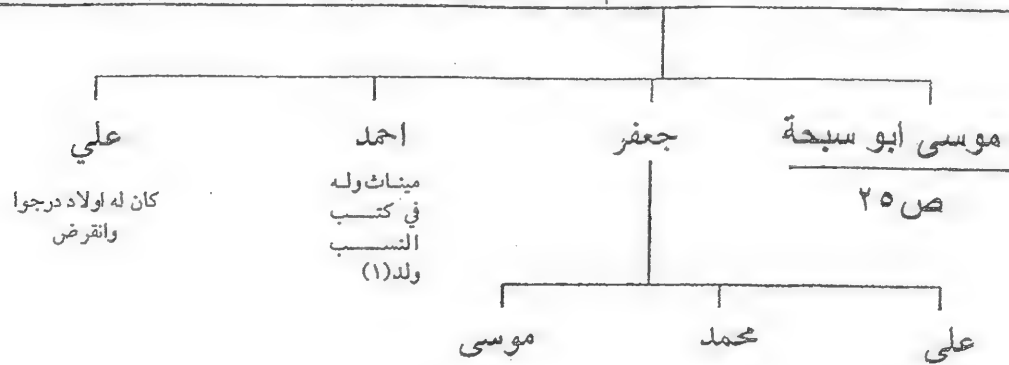 موسى ابو سبحة
ص ٢٥
جعفر
احمد
ميناث وله
في كتب
النسب
ولد (١)
علي
كان له اولاد درجوا
وانقرض
علي
محمد
موسى